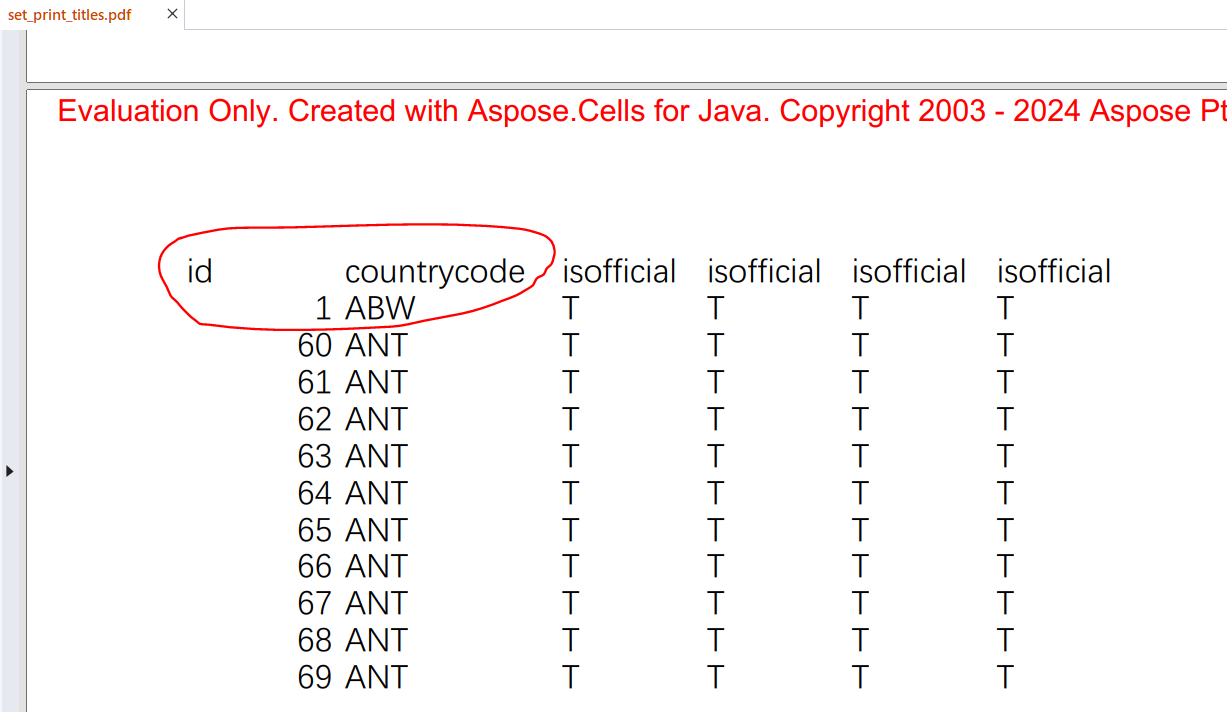 set_print_titles.pdf ×
Evaluation Only. Created with Aspose.Cells for Java. Copyright 2003 - 2024 Aspose Pt
id countrycode isofficial isofficial isofficial isofficial
1 ABW T T T T
60 ANT T T T T
61 ANT T T T T
62 ANT T T T T
63 ANT T T T T
64 ANT T T T T
65 ANT T T T T
66 ANT T T T T
67 ANT T T T T
68 ANT T T T T
69 ANT T T T T